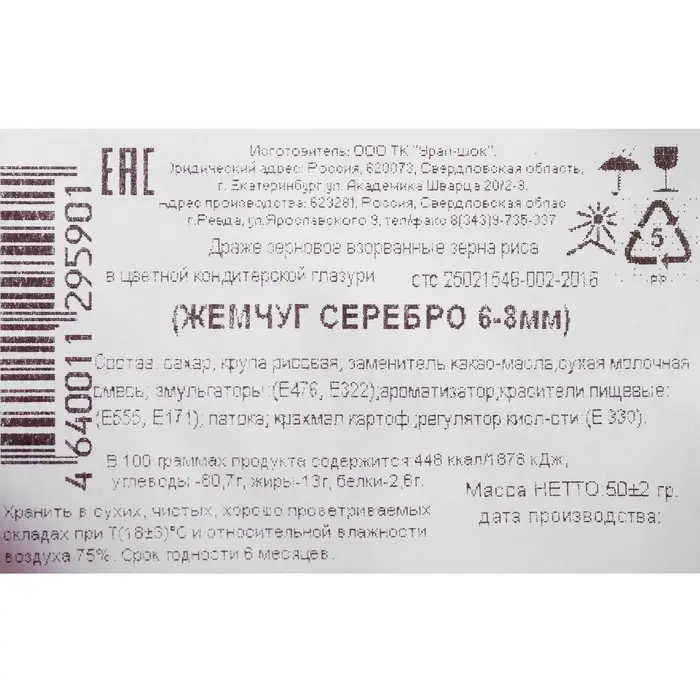 EAC
Изготовитель: ООО ТК "Урал-шок".
Юридический адрес: Россия, 620073, Свердловская область,
г. Екатеринбург ул. Академика Шварца 20/2-8.
Адрес производства: 623281, Россия, Свердловская облас
г.Ревда, ул.Ярославского 9, тел/факс 8(343)9-735-337
Драже зерновое взорванные зерна риса
в цветной кондитерской глазури стс 25021546-002-2016
(ЖЕМЧУГ СЕРЕБРО 6-8мм)
5
PP
Состав: сахар, крупа рисовая, заменитель какао-масла,сухая молочная
смесь; эмульгаторы:(Е476, Е322);ароматизатор;красители пищевые:
(Е555, Е171); патока; крахмал картоф.;регулятор кисл-сти:(Е 330).
В 100 граммах продукта содержится:448 ккал/1878 кДж,
углеводы -80,7г, жиры-13г, белки-2,6г.
Масса НЕТТО:50±2 гр.
дата производства:
Хранить в сухих, чистых, хорошо проветриваемых
складах при Т(18±3)°С и относительной влажности
воздуха 75%. Срок годности 6 месяцев.
4 640011 295901